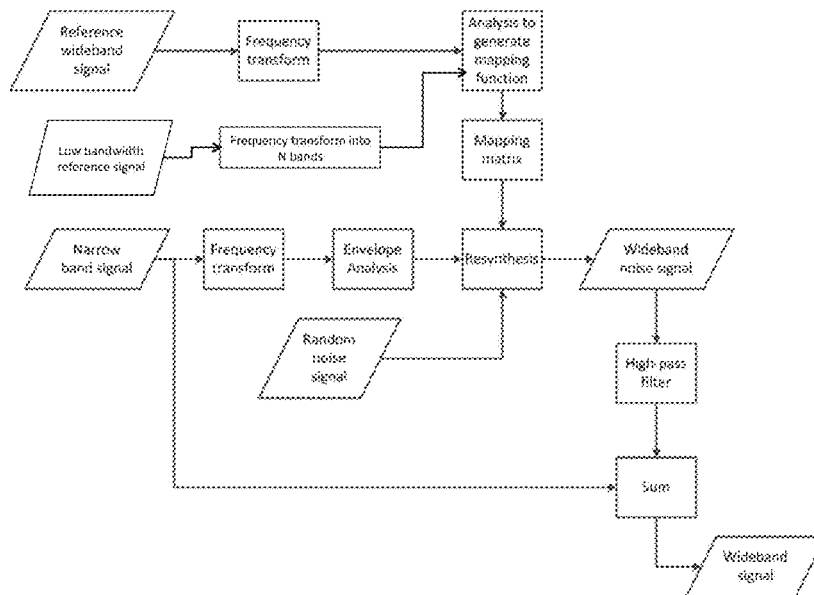 Reference
wideband
signal
Frequency
transform
Analysis to
generate
mapping
function
Low bandwidth
reference signal
Frequency transform into
N bands
Mapping
matrix
Narrow
band signal
Frequency
transform
Envelope
Analysis
Resynthesis
Wideband
noise signal
Random
noise
signal
High-pass
filter
Sum
Wideband
signal